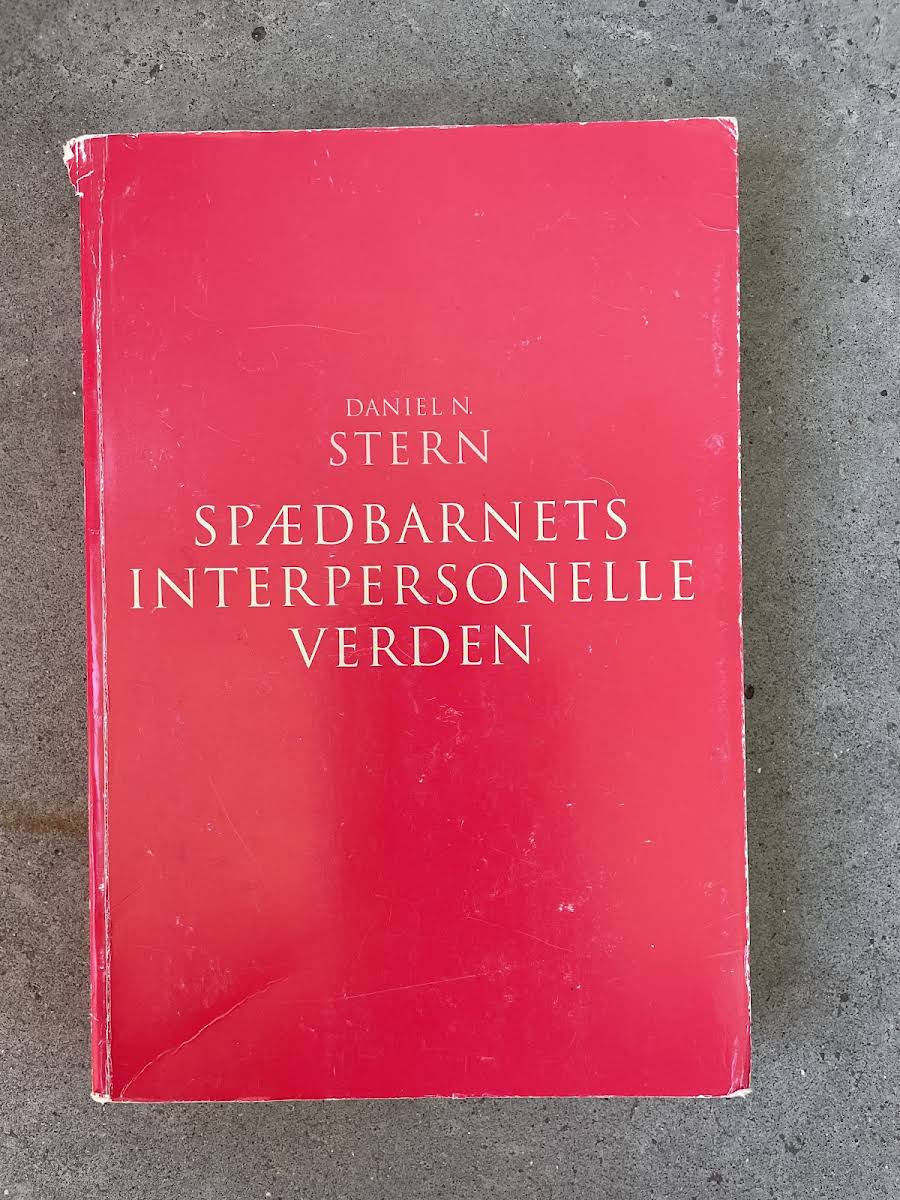 DANIEL N.
STERN
SPÆDBARNETS
INTERPERSONELLE
VERDEN